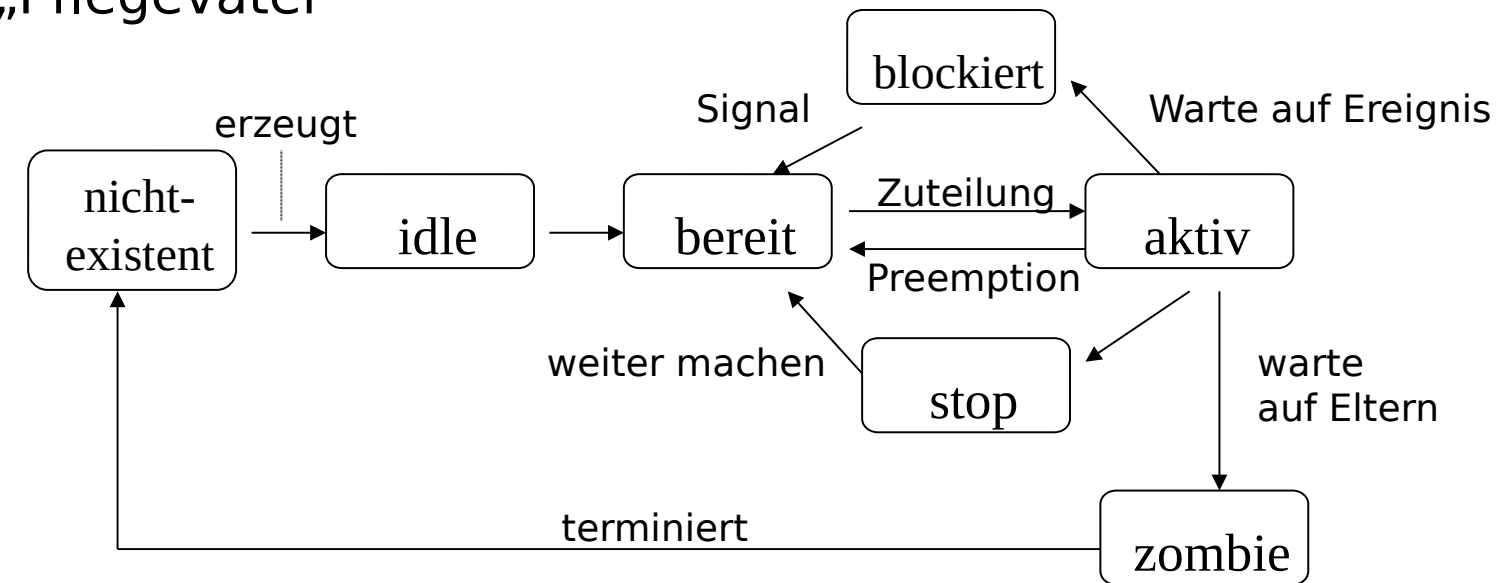 „Pflegevater
blockiert
Signal
Warte auf Ereignis
erzeugt
nicht-
existent
idle
bereit
Zuteilung
aktiv
Preemption
weiter machen
stop
warte
auf Eltern
terminiert
zombie